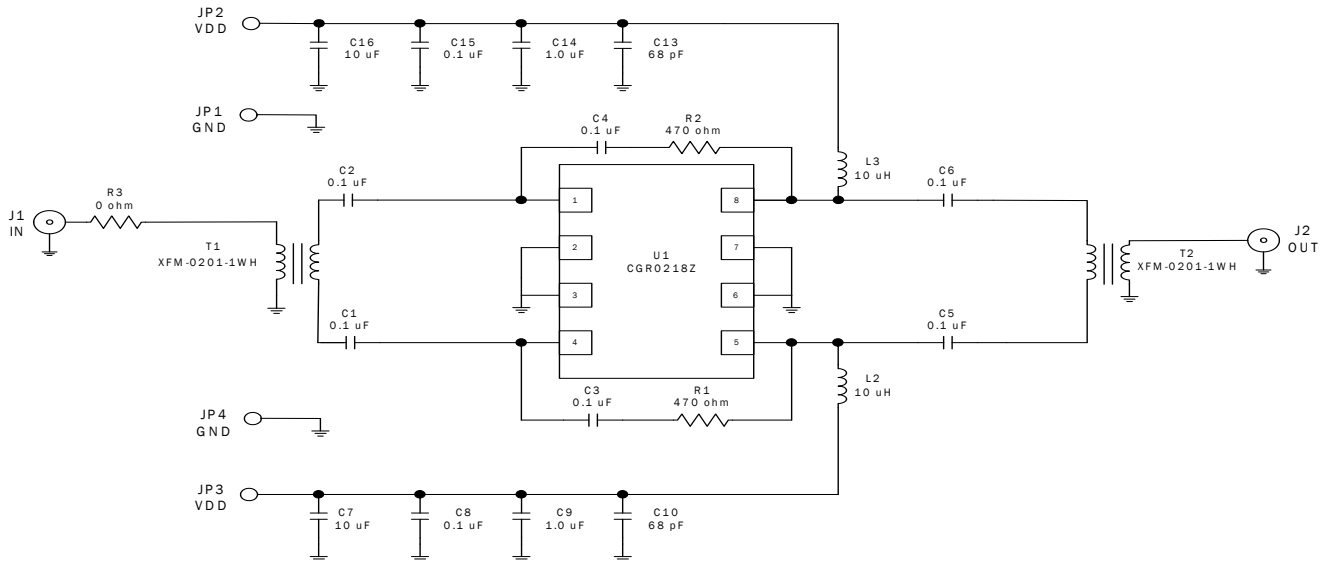 JP2
VDD
C16
10 uF
C15
0.1 uF
C14
1.0 uF
C13
68 pF
JP1
GND
C4
0.1 uF
R2
470 ohm
L3
10 uH
C2
0.1 uF
C6
0.1 uF
R3
0 ohm
J1
IN
T1
XFM-0201-1WH
1
2
3
4
U1
CGR0218Z
8
7
6
5
J2
OUT
T2
XFM-0201-1WH
C1
0.1 uF
C5
0.1 uF
C3
0.1 uF
R1
470 ohm
L2
10 uH
JP4
GND
JP3
VDD
C7
10 uF
C8
0.1 uF
C9
1.0 uF
C10
68 pF